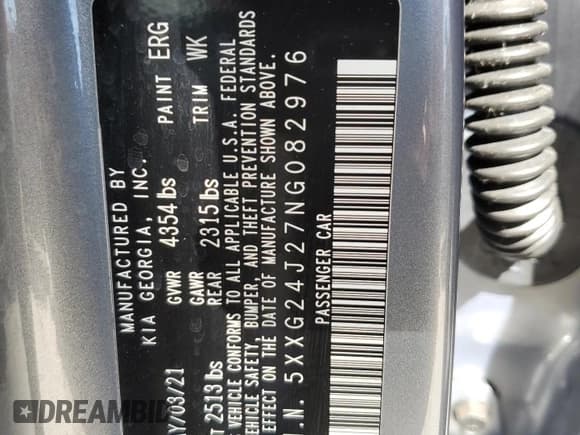 MANUFACTURED BY
KIA GEORGIA, INC.
GVWR 4354 lbs PAINT ERG
AY/03/21 GAWR
T 2513 lbs REAR 2315 lbs TRIM WK
VEHICLE CONFORMS TO ALL APPLICABLE U.S.A. FEDERAL
VEHICLE SAFETY, BUMPER, AND THEFT PREVENTION STANDARDS
EFFECT ON THE DATE OF MANUFACTURE SHOWN ABOVE.
I.N. 5XXG24J27NG082976
PASSENGER CAR
DREAMBID